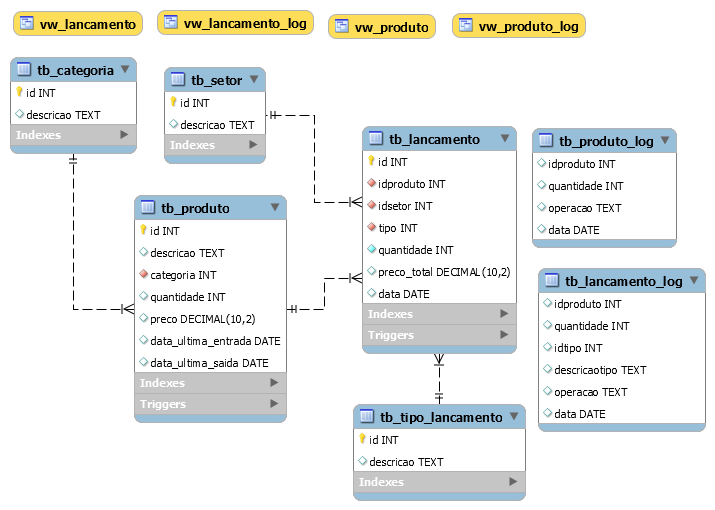 vw_lancamento
vw_lancamento_log
vw_produto
vw_produto_log
tb_categoria
id INT
descricao TEXT
Indexes
tb_setor
id INT
descricao TEXT
Indexes
tb_lancamento
id INT
idproduto INT
idsetor INT
tipo INT
quantidade INT
preco_total DECIMAL(10,2)
data DATE
Indexes
Triggers
tb_produto_log
idproduto INT
quantidade INT
operacao TEXT
data DATE
tb_produto
id INT
descricao TEXT
categoria INT
quantidade INT
preco DECIMAL(10,2)
data_ultima_entrada DATE
data_ultima_saida DATE
Indexes
Triggers
tb_lancamento_log
idproduto INT
quantidade INT
idtipo INT
descricaotipo TEXT
operacao TEXT
data DATE
tb_tipo_lancamento
id INT
descricao TEXT
Indexes